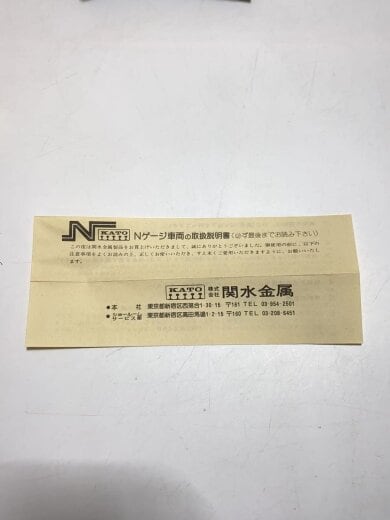 N KATO Nゲージ車両の取扱説明書(必ず最後までお読み下さい)
この度は関水金属製品をお買上げいただきまして、誠にありがとうございました。御使用の前に、以下の
注意事項をよくお読みの上、正しくお使いいただき、すえ永くご愛用いただきますように、お願いいたし
ます。
KATO 株式会社 関水金属
●本社 東京都新宿区西落合1-30-15 〒161 TEL 03-954-2501
●ショールーム サービス部 東京都新宿区高田馬場1-2-15 〒160 TEL 03-208-5451